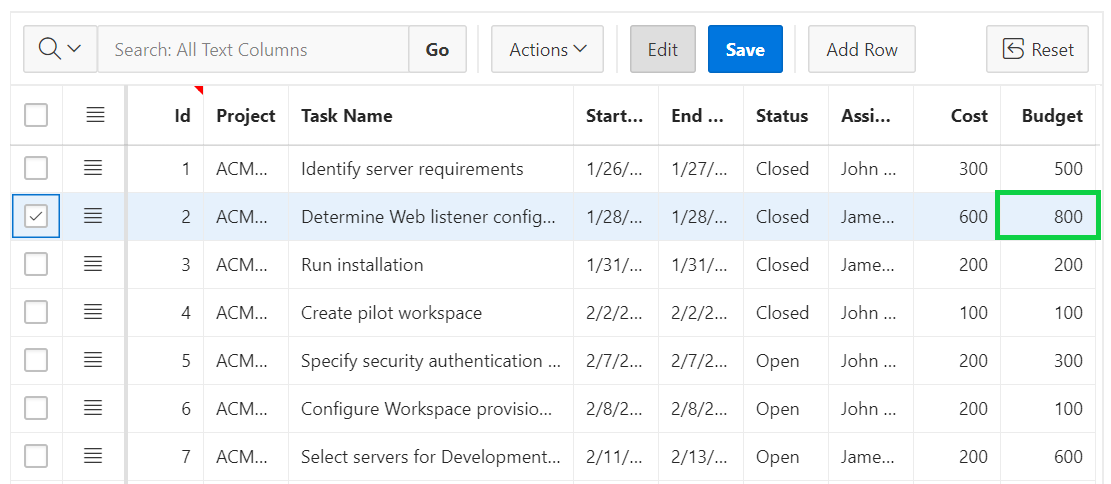 Search: All Text Columns Go Actions Edit Save Add Row Reset
Id Project Task Name Start... End ... Status Assi... Cost Budget
1 ACM... Identify server requirements 1/26/... 1/27/... Closed John ... 300 500
2 ACM... Determine Web listener config... 1/28/... 1/28/... Closed Jame... 600 800
3 ACM... Run installation 1/31/... 1/31/... Closed Jame... 200 200
4 ACM... Create pilot workspace 2/2/2... 2/2/2... Closed John ... 100 100
5 ACM... Specify security authentication ... 2/7/2... 2/7/2... Open John ... 200 300
6 ACM... Configure Workspace provisio... 2/8/2... 2/8/2... Open John ... 200 100
7 ACM... Select servers for Development... 2/11/... 2/13/... Open Jame... 200 600